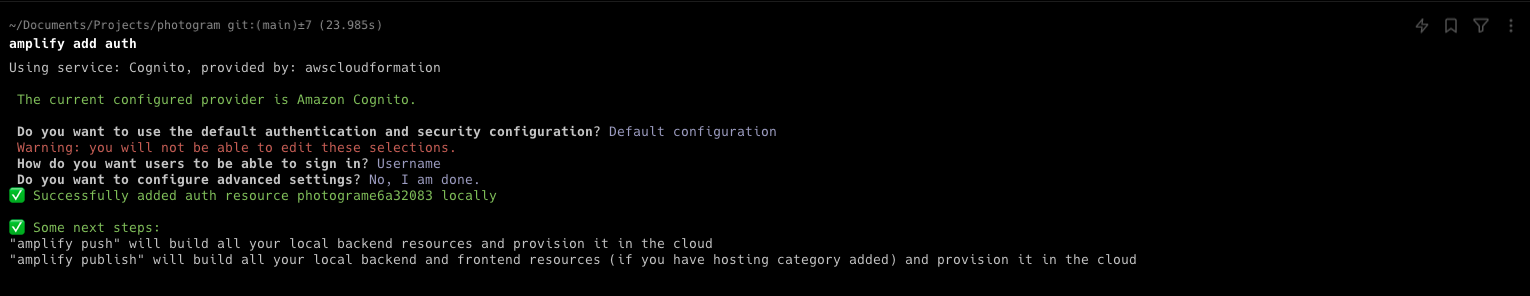 ~/Documents/Projects/photogram git:(main)±7 (23.985s)
amplify add auth
Using service: Cognito, provided by: awscloudformation
The current configured provider is Amazon Cognito.
Do you want to use the default authentication and security configuration? Default configuration
Warning: you will not be able to edit these selections.
How do you want users to be able to sign in? Username
Do you want to configure advanced settings? No, I am done.
✅ Successfully added auth resource photograme6a32083 locally
✅ Some next steps:
"amplify push" will build all your local backend resources and provision it in the cloud
"amplify publish" will build all your local backend and frontend resources (if you have hosting category added) and provision it in the cloud